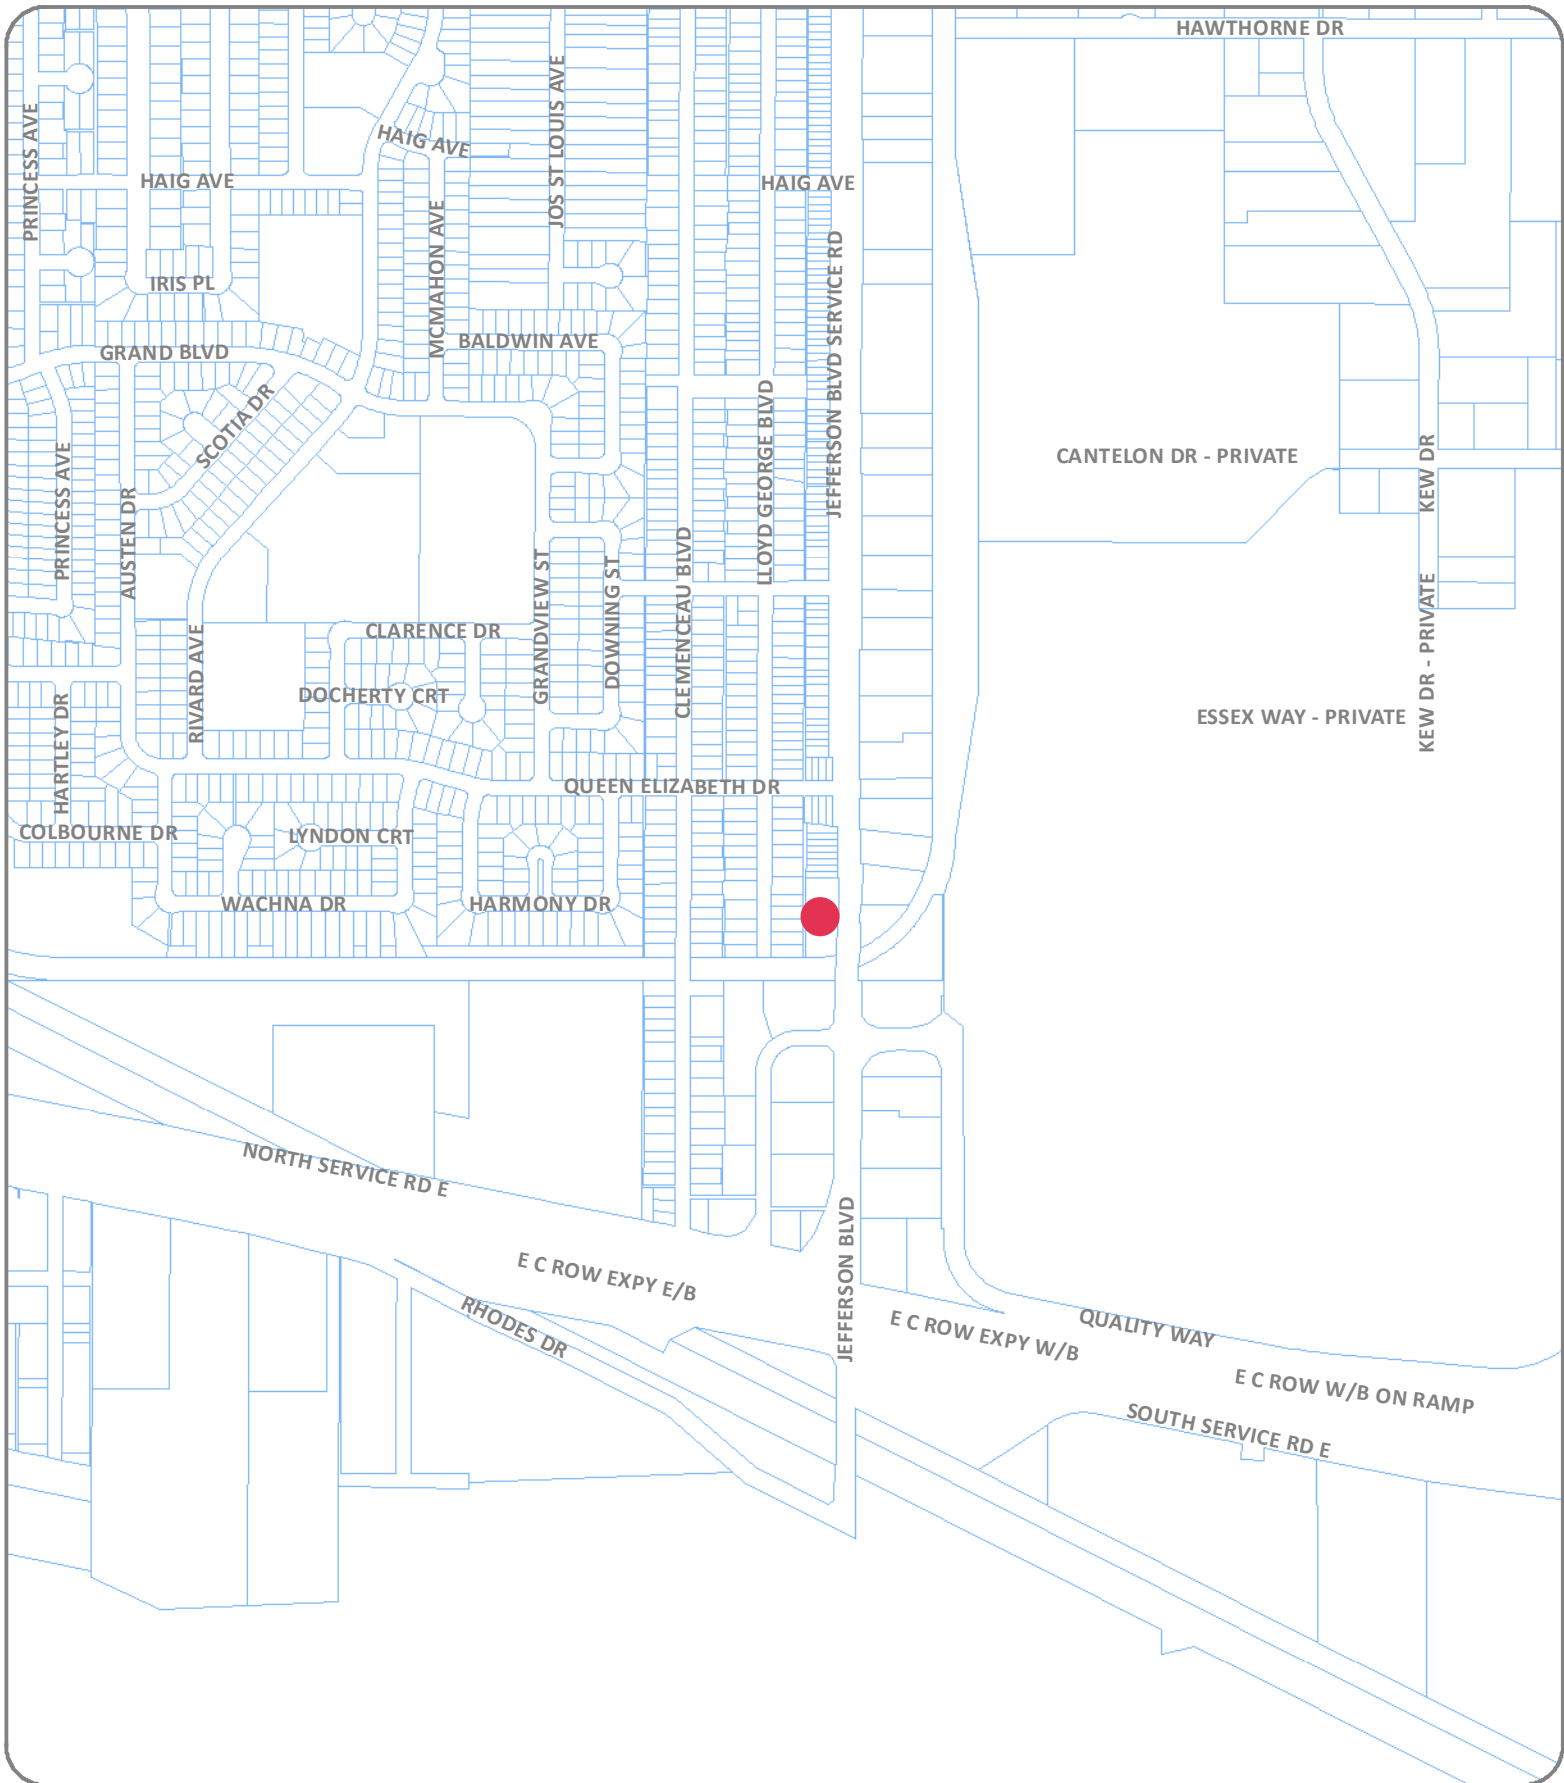 HAWTHORNE DR
PRINCESS AVE
JOS ST LOUIS AVE
HAIG AVE
HAIG AVE
HAIG AVE
MCMAHON AVE
JEFFERSON BLVD SERVICE RD
IRIS PL
BALDWIN AVE
GRAND BLVD
SCOTIA DR
LLOYD GEORGE BLVD
CANTELON DR - PRIVATE
KEW DR
PRINCESS AVE
AUSTEN DR
GRANDVIEW ST
DOWNING ST
CLEMENCEAU BLVD
KEW DR - PRIVATE
CLARENCE DR
RIVARD AVE
DOCHERTY CRT
HARTLEY DR
ESSEX WAY - PRIVATE
QUEEN ELIZABETH DR
COLBOURNE DR
LYNDON CRT
WACHNA DR
HARMONY DR
NORTH SERVICE RD E
JEFFERSON BLVD
E C ROW EXPY E/B
RHODES DR
E C ROW EXPY W/B
QUALITY WAY
E C ROW W/B ON RAMP
SOUTH SERVICE RD E